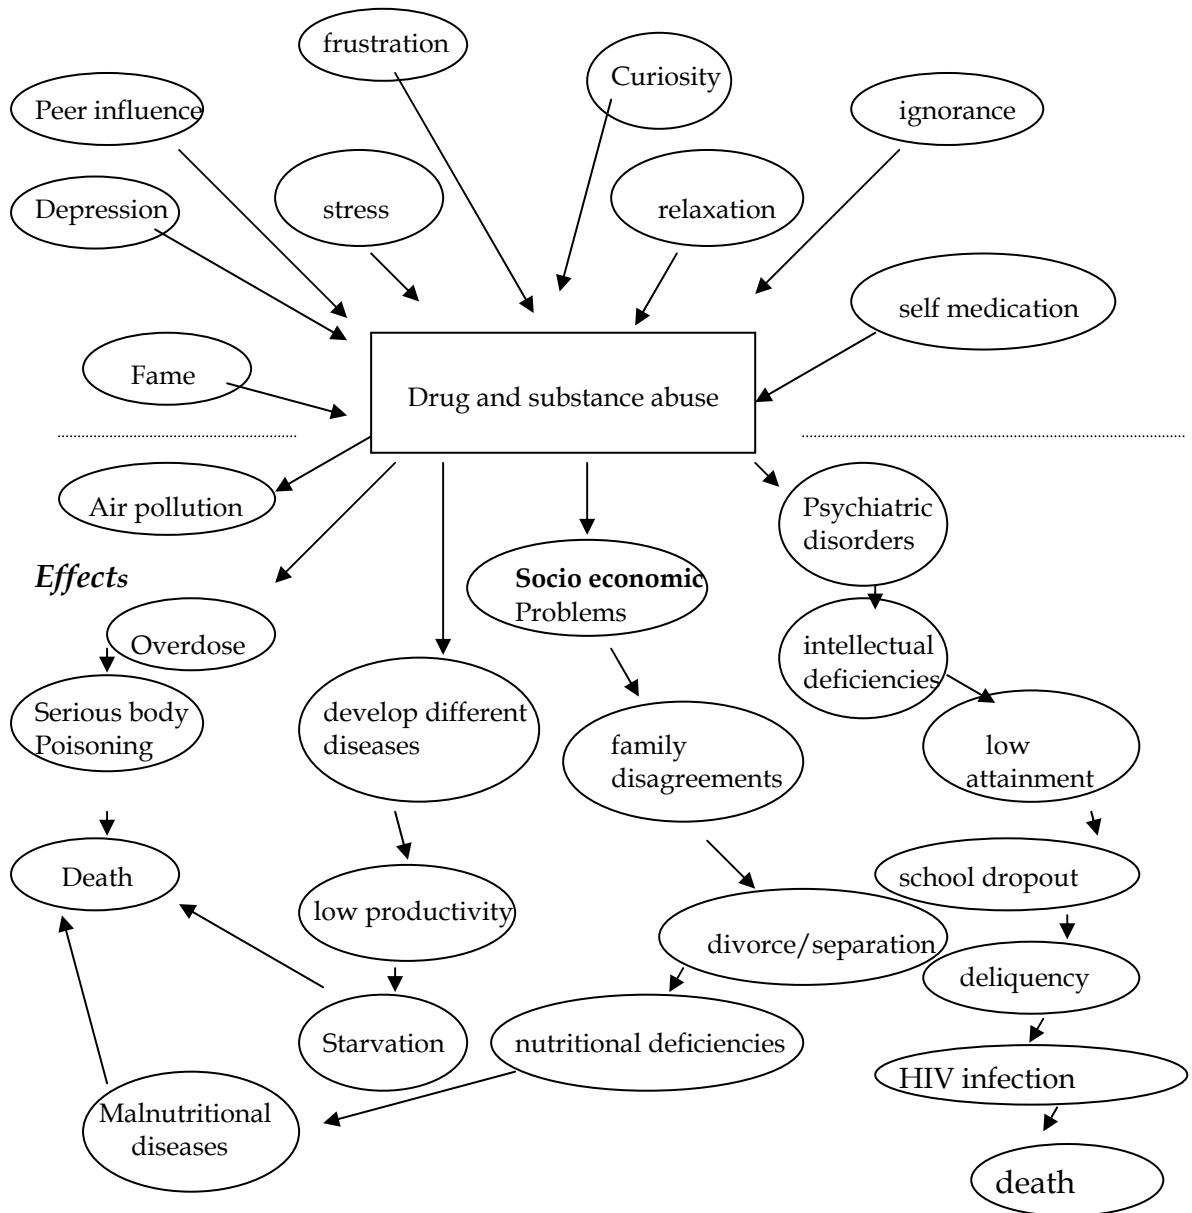 frustration
Curiosity
Peer influence
ignorance
Depression
stress
relaxation
self medication
Fame
Drug and substance abuse
Air pollution
Psychiatric
disorders
Effects
Socio economic
Problems
Overdose
intellectual
deficiencies
Serious body
Poisoning
develop different
diseases
family
disagreements
low
attainment
Death
school dropout
low productivity
divorce/separation
deliquency
Starvation
nutritional deficiencies
HIV infection
Malnutritional
diseases
death